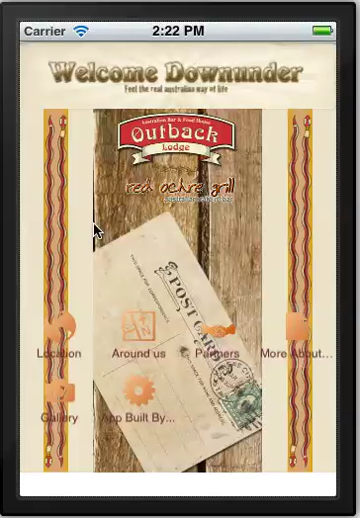 Carrier 2:22 PM
Welcome Downunder
Feel the real australian way of life
Australian Bar & Food House
Outback
Lodge
red ochre grill
POST CARD
Location Around us Partners More About...
Gallery App Built By...